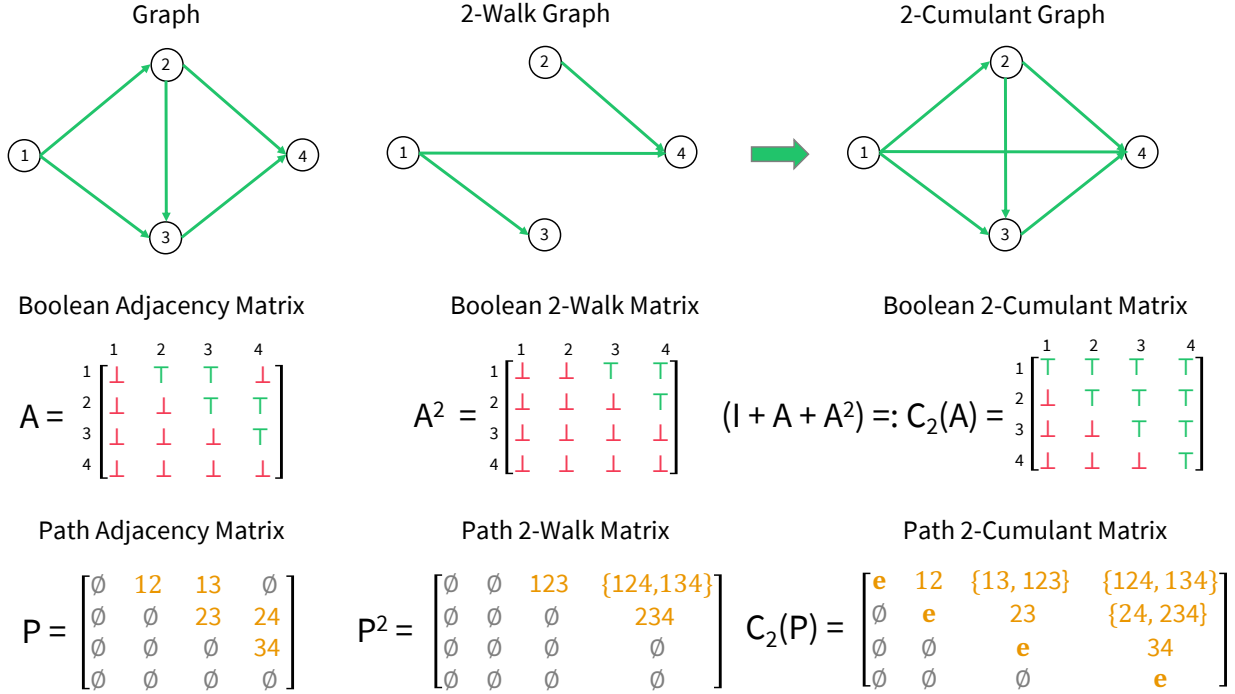 Graph
2-Walk Graph
2-Cumulant Graph
2
1
4
3
2
1
4
3
2
1
4
3
Boolean Adjacency Matrix
Boolean 2-Walk Matrix
Boolean 2-Cumulant Matrix
1 2 3 4
1 ⊥ ⊤ ⊤ ⊥
2 ⊥ ⊥ ⊤ ⊤
A =
3 ⊥ ⊥ ⊥ ⊤
4 ⊥ ⊥ ⊥ ⊥
1 2 3 4
1 ⊥ ⊥ ⊤ ⊤
2 ⊥ ⊥ ⊥ ⊤
A² =
3 ⊥ ⊥ ⊥ ⊥
4 ⊥ ⊥ ⊥ ⊥
1 2 3 4
1 ⊤ ⊤ ⊤ ⊤
2 ⊥ ⊤ ⊤ ⊤
(I + A + A²) =: C₂(A) =
3 ⊥ ⊥ ⊤ ⊤
4 ⊥ ⊥ ⊥ ⊤
Path Adjacency Matrix
Path 2-Walk Matrix
Path 2-Cumulant Matrix
∅ 12 13 ∅
∅ ∅ 23 24
P =
∅ ∅ ∅ 34
∅ ∅ ∅ ∅
∅ ∅ 123 {124,134}
∅ ∅ ∅ 234
P² =
∅ ∅ ∅ ∅
∅ ∅ ∅ ∅
e 12 {13, 123} {124, 134}
∅ e 23 {24, 234}
C₂(P) =
∅ ∅ e 34
∅ ∅ ∅ e